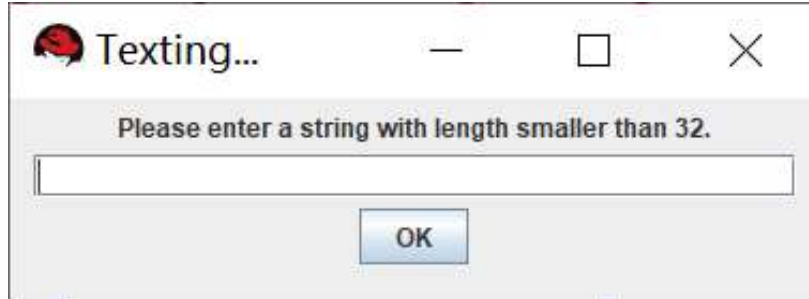 Texting...
Please enter a string with length smaller than 32.
OK